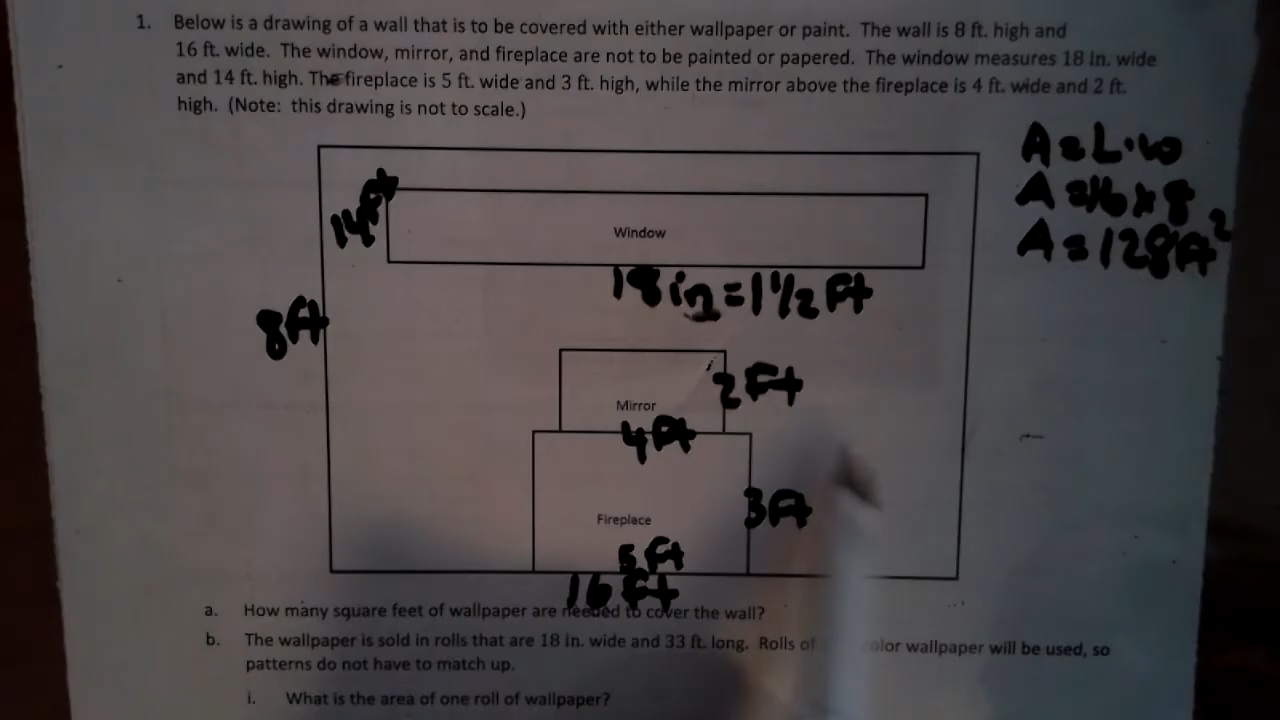 1. Below is a drawing of a wall that is to be covered with either wallpaper or paint. The wall is 8 ft. high and
16 ft. wide. The window, mirror, and fireplace are not to be painted or papered. The window measures 18 in. wide
and 14 ft. high. The fireplace is 5 ft. wide and 3 ft. high, while the mirror above the fireplace is 4 ft. wide and 2 ft.
high. (Note: this drawing is not to scale.)
A=L·W
A=16x8
A=128ft²
14ft
Window
18in=1½Ft
8ft
2Ft
Mirror
4Ft
3Ft
Fireplace
5Ft
16Ft
a. How many square feet of wallpaper are needed to cover the wall?
b. The wallpaper is sold in rolls that are 18 in. wide and 33 ft. long. Rolls of wallpaper will be used, so
patterns do not have to match up.
i. What is the area of one roll of wallpaper?